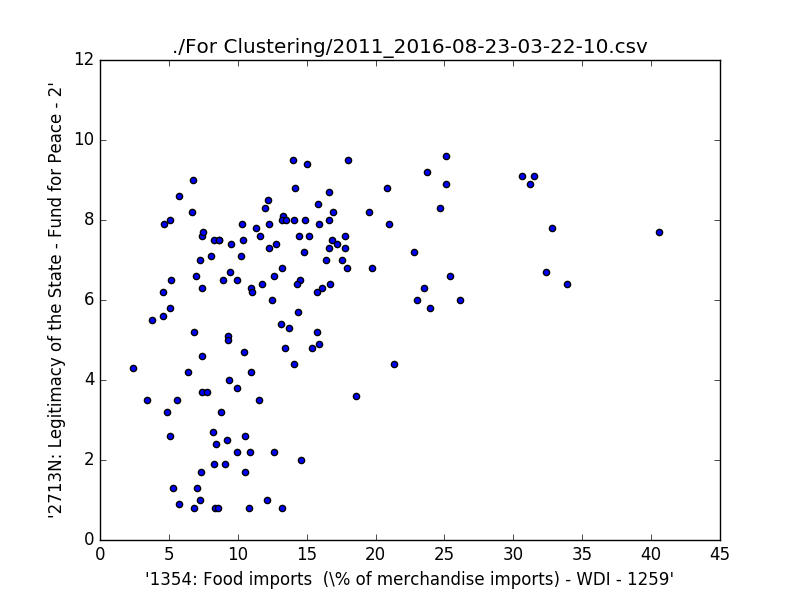 ./For Clustering/2011_2016-08-23-03-22-10.csv
'2713N: Legitimacy of the State - Fund for Peace - 2'
12
10
8
6
4
2
0
0 5 10 15 20 25 30 35 40 45
'1354: Food imports  (\% of merchandise imports) - WDI - 1259'